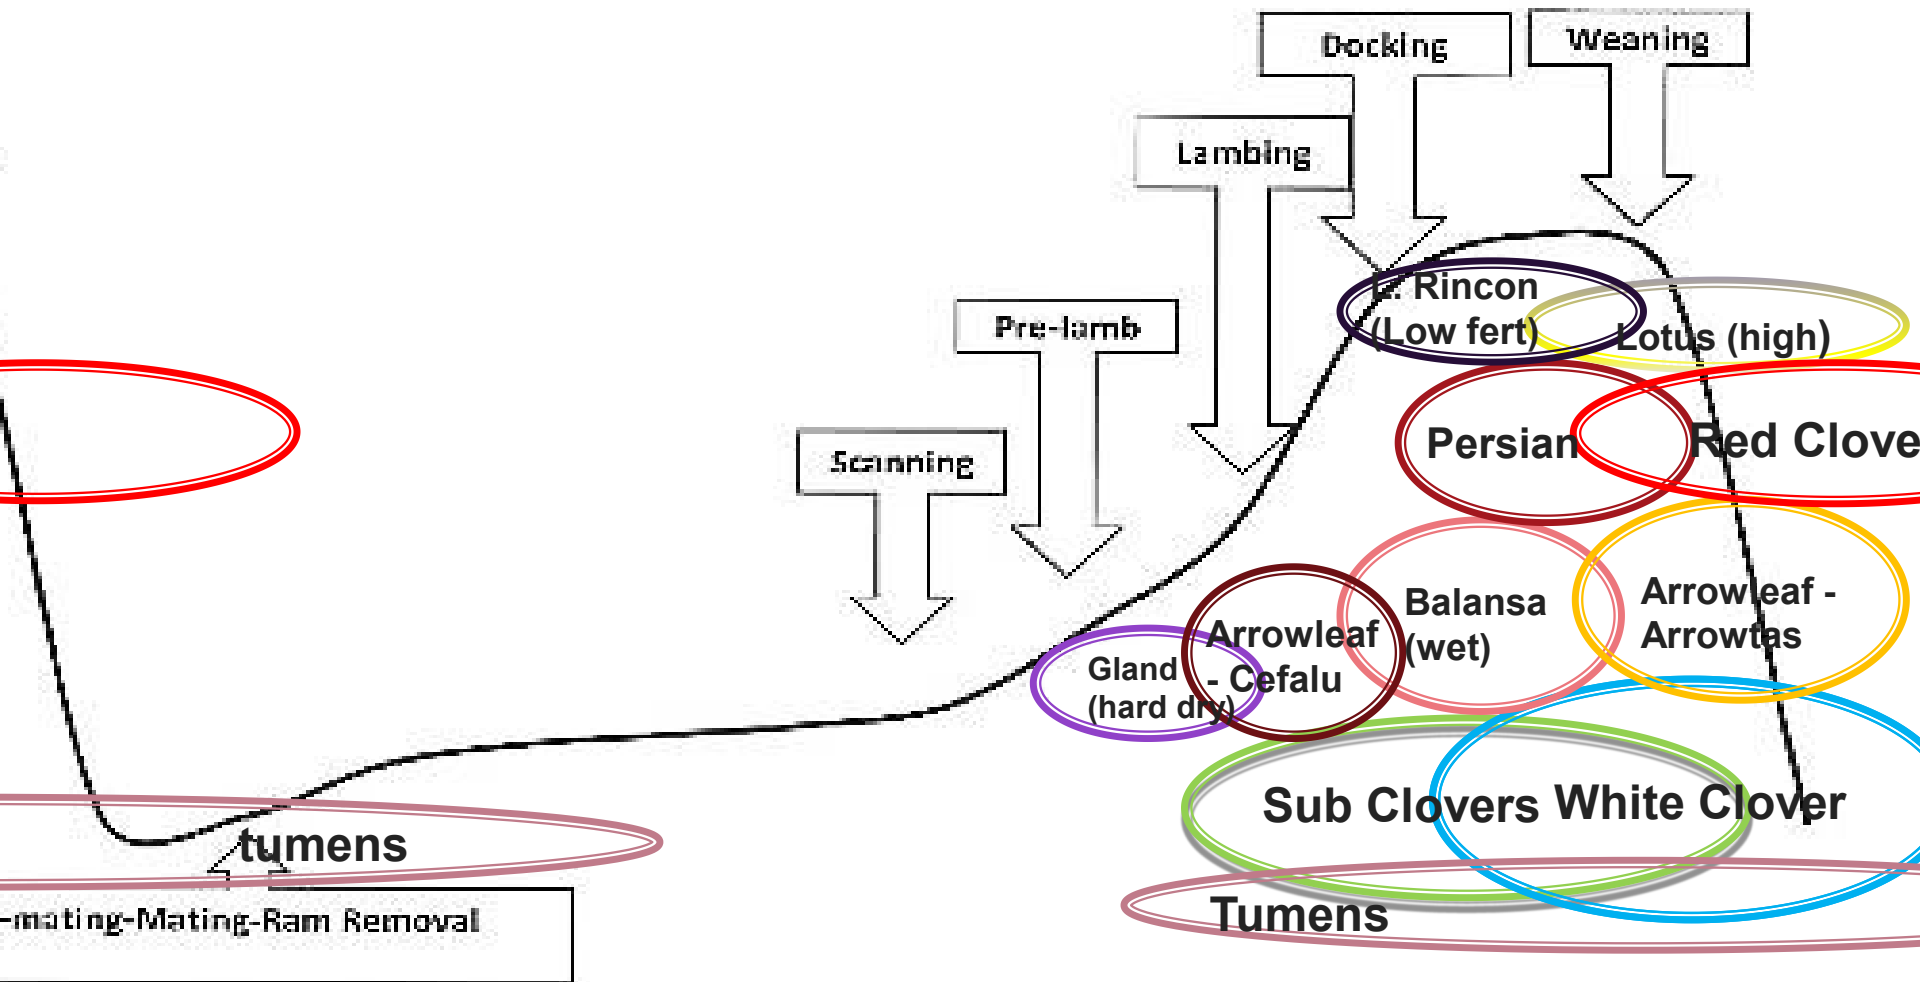 Docking
Weaning
Lambing
Pre-lamb
Scanning
Rincon
(Low fert)
Lotus (high)
Persian
Red Clove
Gland
(hard dry)
Arrowleaf
- Cefalu
Balansa
(wet)
Arrowleaf -
Arrowtas
Sub Clovers
White Clover
tumens
Tumens
-mating-Mating-Ram Removal